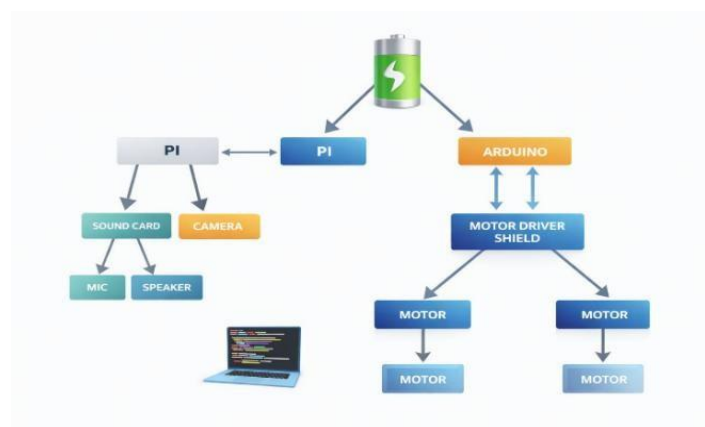 PI
PI
ARDUINO
SOUND CARD
CAMERA
MOTOR DRIVER
SHIELD
MIC
SPEAKER
MOTOR
MOTOR
MOTOR
MOTOR